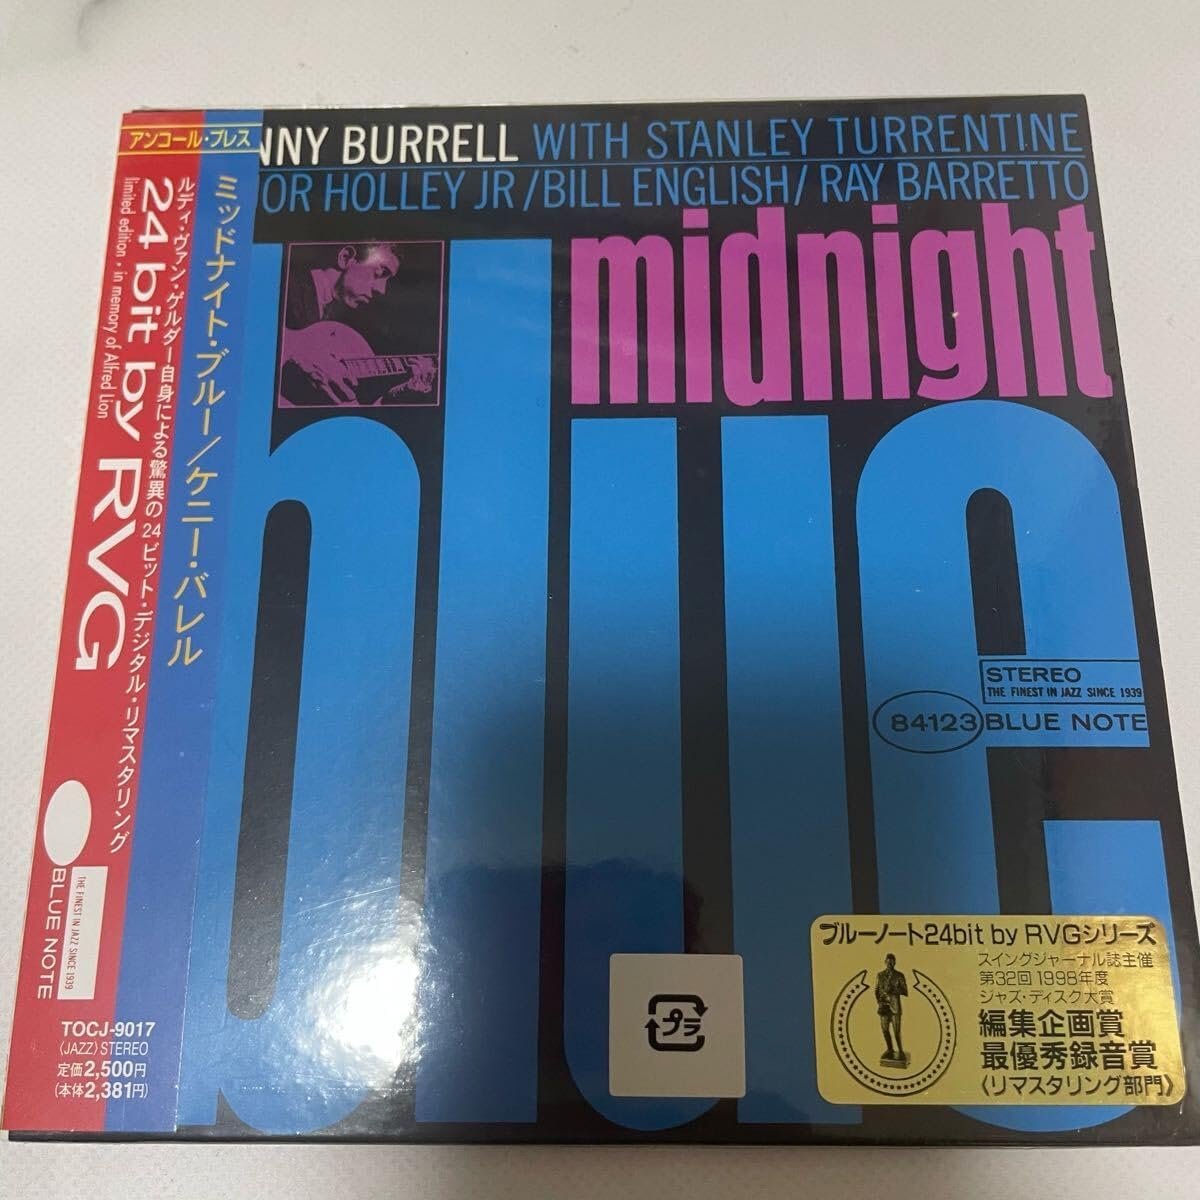 アンコール・プレス
ミッドナイト・ブルー／ケニー・バレル
ルディ・ヴァン・ゲルダー自身による驚異の24ビット・デジタル・リマスタリング
24 bit by RVG
limited edition・in memory of Alfred Lion
BLUE NOTE
THE FINEST IN JAZZ SINCE 1939
TOCJ-9017
〈JAZZ〉STEREO
定価2,500円
(本体2,381円)
NNY BURRELL WITH STANLEY TURRENTINE
OR HOLLEY JR/BILL ENGLISH/ RAY BARRETTO
midnight
blue
STEREO
THE FINEST IN JAZZ SINCE 1939
84123 BLUE NOTE
プラ
ブルーノート24bit by RVGシリーズ
スイングジャーナル誌主催
第32回 1998年度
ジャズ・ディスク大賞
編集企画賞
最優秀録音賞
〈リマスタリング部門〉